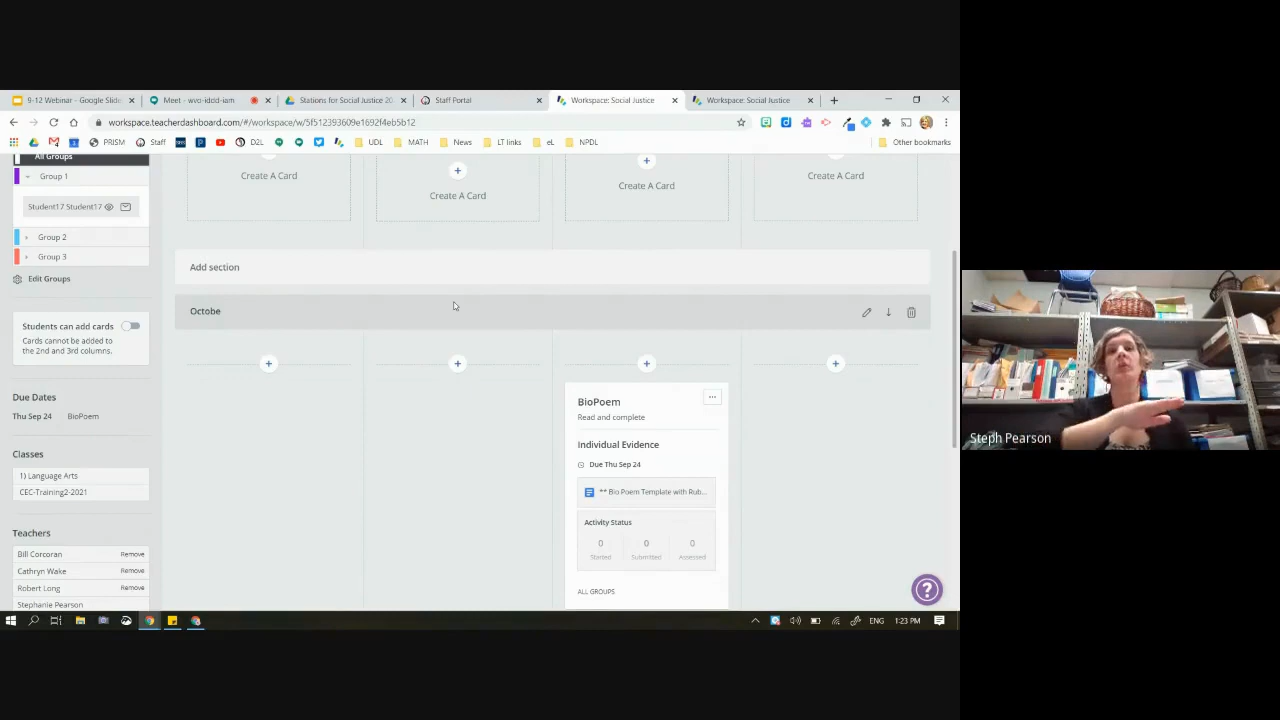 9-12 Webinar - Google Slide
Meet - wvo-iddd-iam
Stations for Social Justice 20
Staff Portal
Workspace: Social Justice
Workspace: Social Justice
workspace.teacherdashboard.com/#/workspace/w/5f512393609e1692f4eb5b12
PRISM
Staff
D2L
UDL
MATH
News
LT links
eL
NPDL
Other bookmarks
All Groups
Group 1
Student17 Student17
Group 2
Group 3
Edit Groups
Students can add cards
Cards cannot be added
to the 2nd and 3rd columns.
Due Dates
Thu Sep 24 BioPoem
Classes
1) Language Arts
CEC-Training2-2021
Teachers
Bill Corcoran Remove
Cathryn Wake Remove
Robert Long Remove
Stephanie Pearson
Create A Card
Create A Card
Create A Card
Create A Card
Add section
Octobe
BioPoem
Read and complete
Individual Evidence
Due Thu Sep 24
** Bio Poem Template with Rub...
Activity Status
0 0 0
Started Submitted Assessed
ALL GROUPS
?
ENG 1:23 PM
Steph Pearson